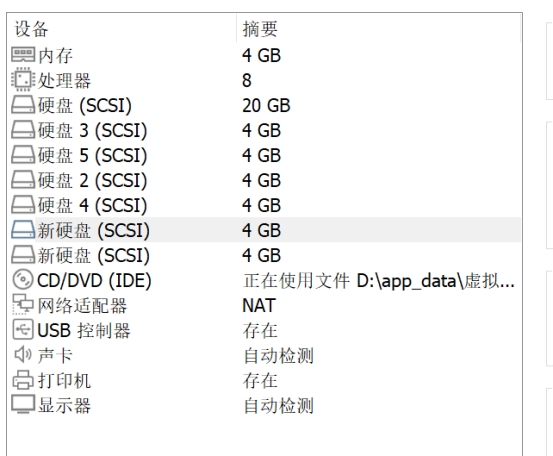 设备 摘要
内存 4 GB
处理器 8
硬盘 (SCSI) 20 GB
硬盘 3 (SCSI) 4 GB
硬盘 5 (SCSI) 4 GB
硬盘 2 (SCSI) 4 GB
硬盘 4 (SCSI) 4 GB
新硬盘 (SCSI) 4 GB
新硬盘 (SCSI) 4 GB
CD/DVD (IDE) 正在使用文件 D:\app_data\虚拟...
网络适配器 NAT
USB 控制器 存在
声卡 自动检测
打印机 存在
显示器 自动检测